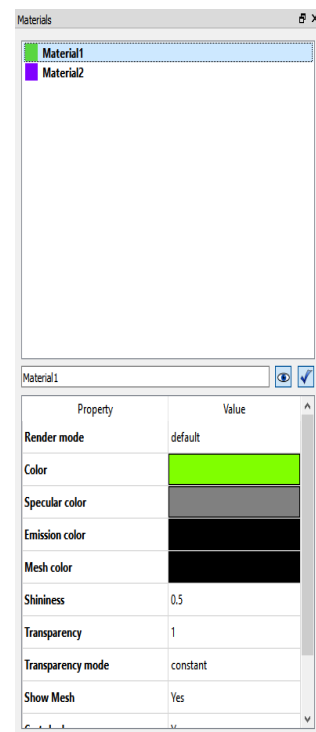 Materials
Material1
Material2
Material1
Property Value
Render mode default
Color
Specular color
Emission color
Mesh color
Shininess 0.5
Transparency 1
Transparency mode constant
Show Mesh Yes